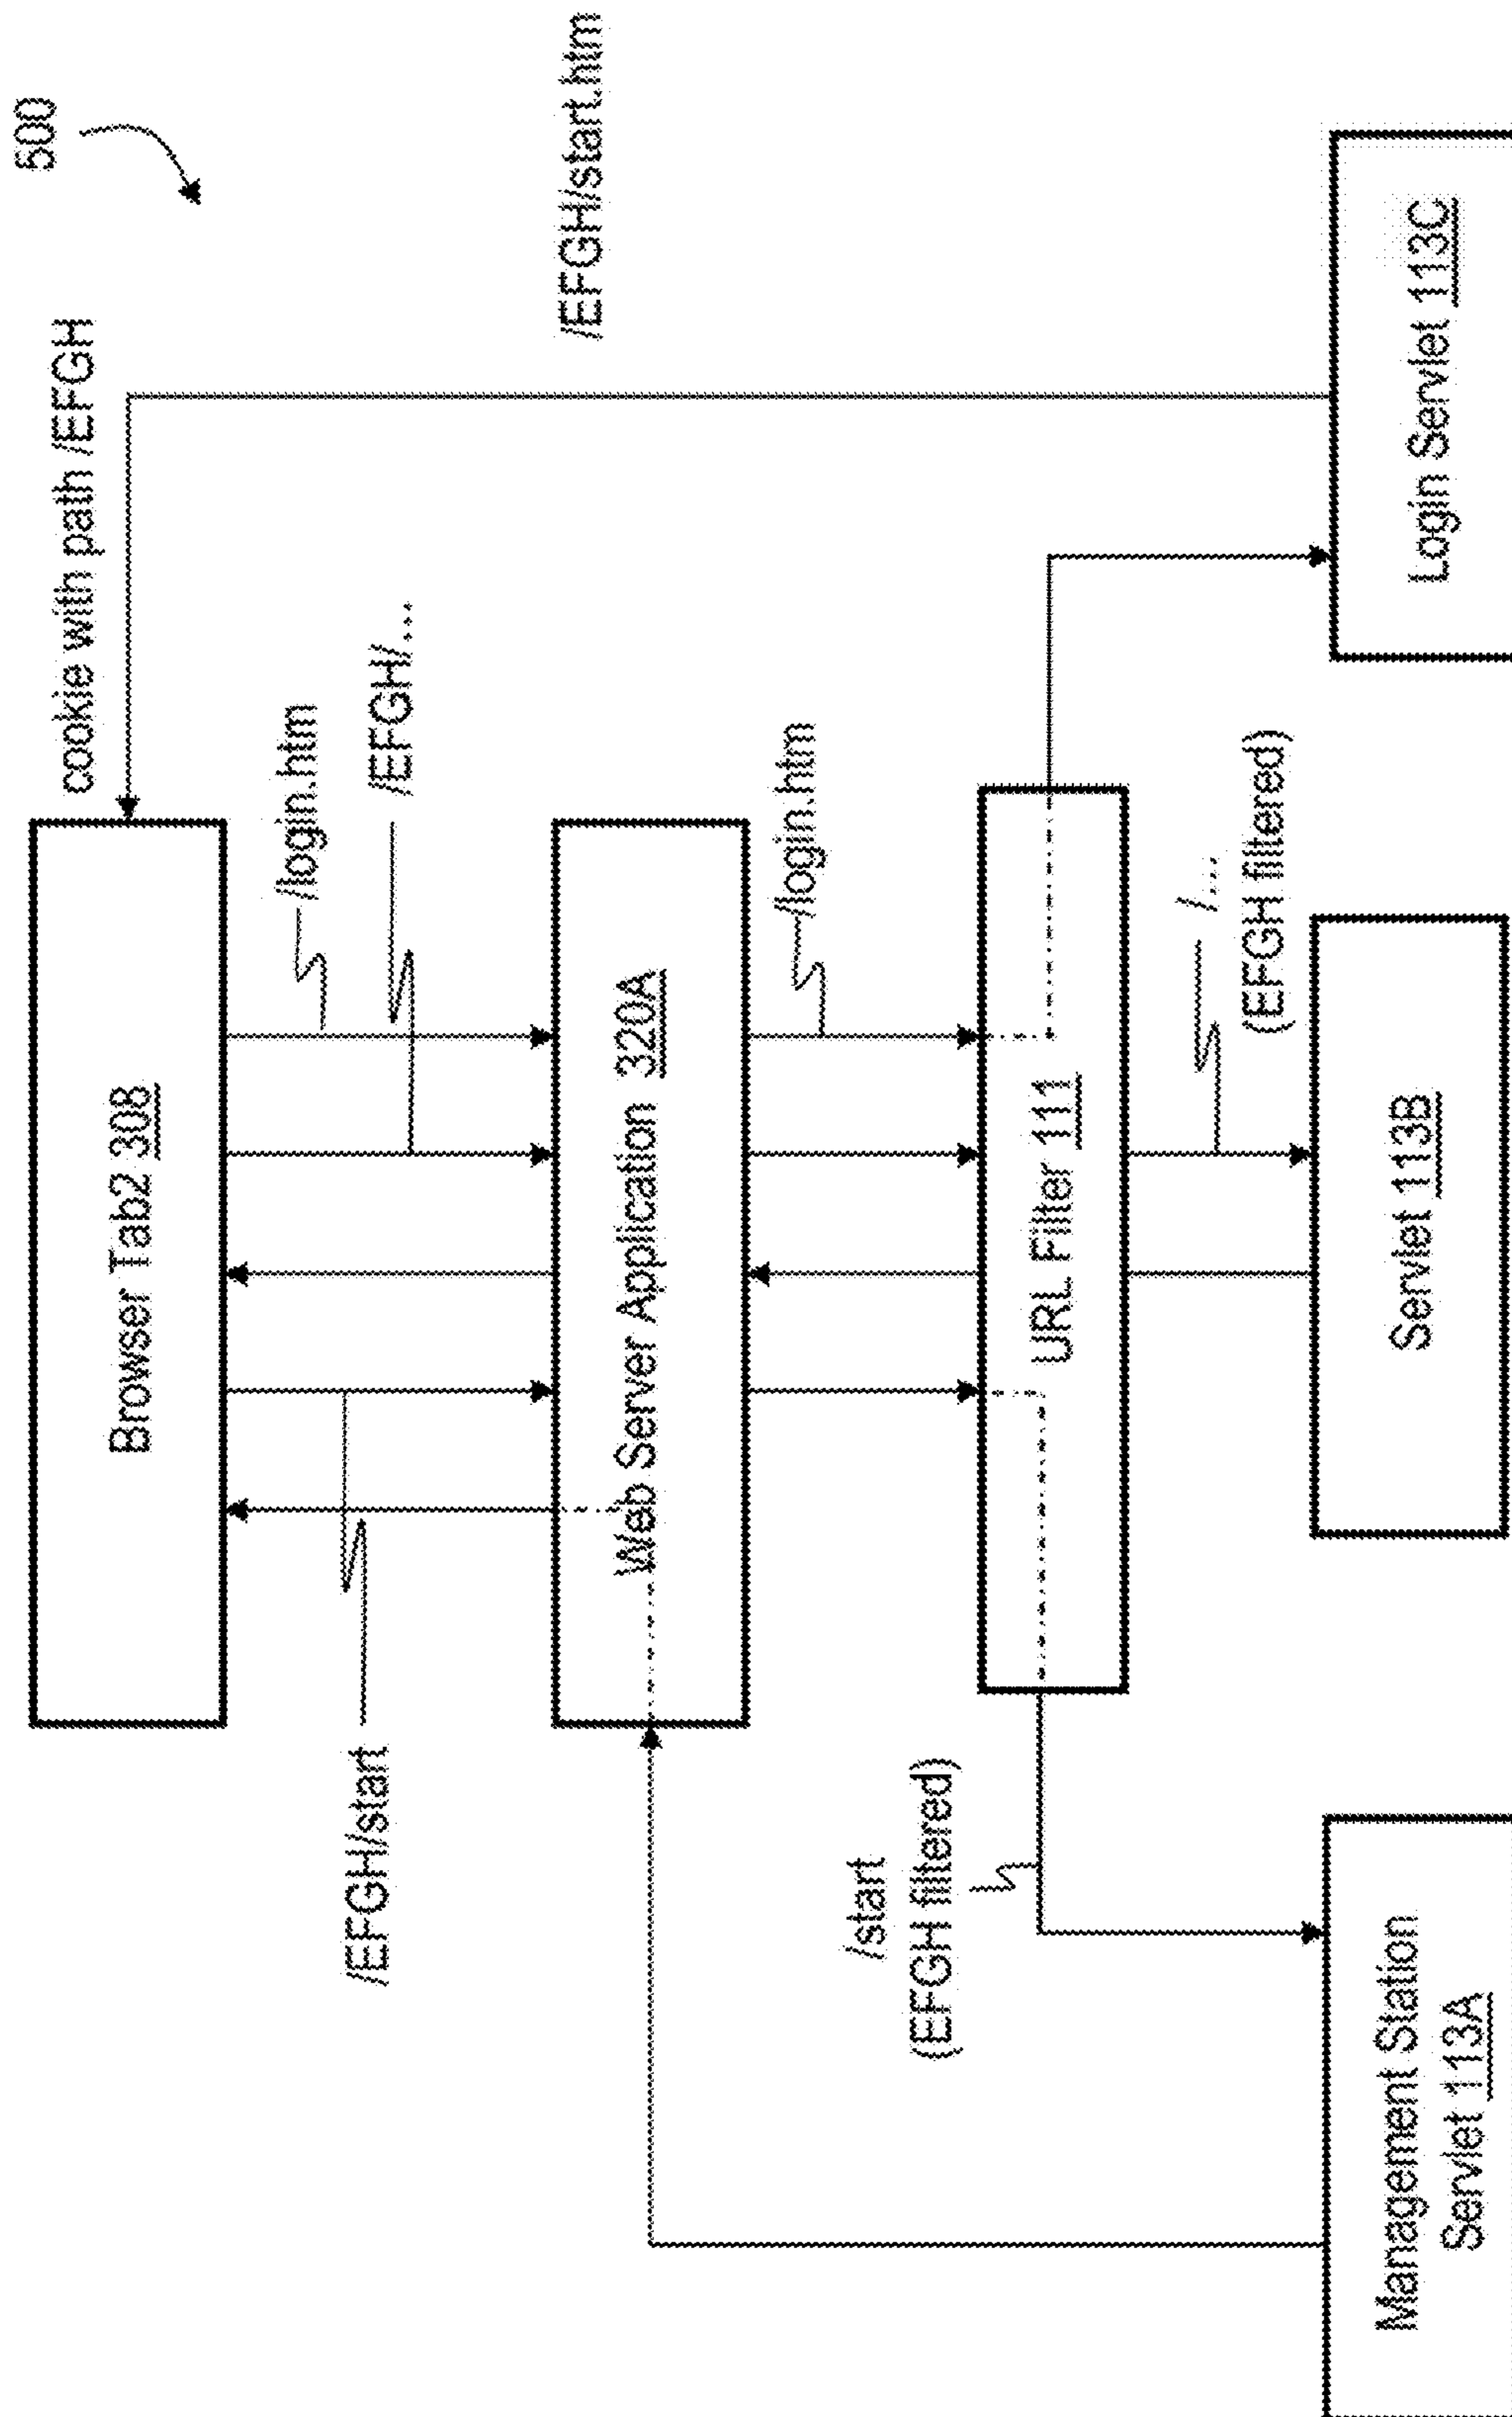 500
cookie with path /EFGH
Browser Tab2 308
/login.htm
/EFGH/...
/EFGH/start
/EFGH/start.htm
Web Server Application 320A
/login.htm
/start
(EFGH filtered)
URL Filter 111
/...
(EFGH filtered)
Management Station
Servlet 113A
Servlet 113B
Login Servlet 113C